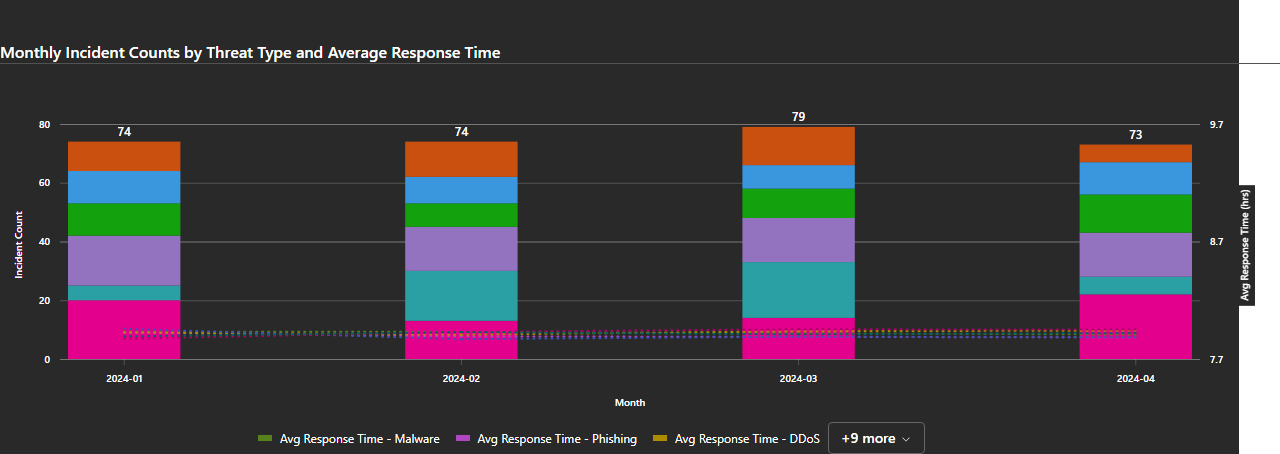 Monthly Incident Counts by Threat Type and Average Response Time
74
74
79
73
80
60
40
20
0
Incident Count
9.7
8.7
7.7
Avg Response Time (hrs)
2024-01
2024-02
2024-03
2024-04
Month
Avg Response Time - Malware
Avg Response Time - Phishing
Avg Response Time - DDoS
+9 more